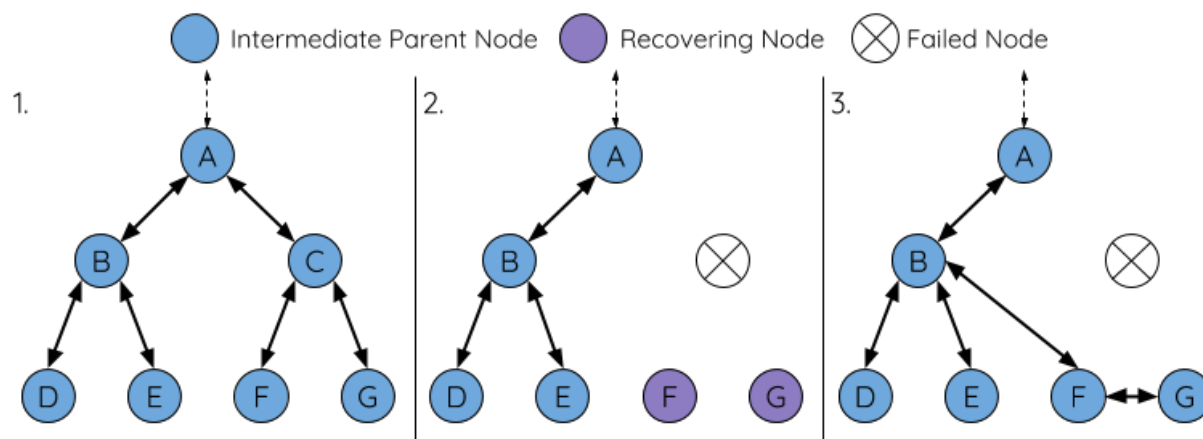 Intermediate Parent Node Recovering Node Failed Node
1. 2. 3.
A A A
B C B B
D E F G D E F G D E F G